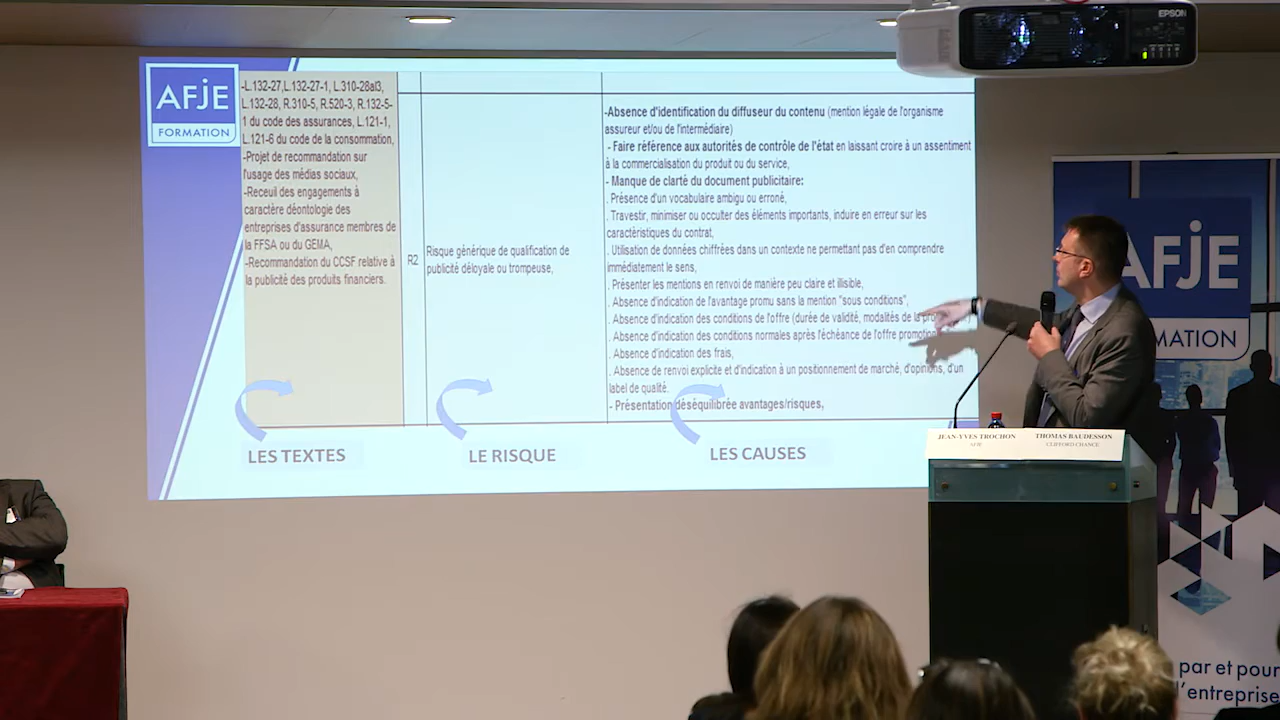 EPSON
AFJE
FORMATION
-L.132-27,L.132-27-1, L.310-28al3,
L.132-28, R.310-5, R.520-3, R.132-5-
1 du code des assurances, L.121-1,
L.121-6 du code de la consommation,
-Projet de recommandation sur
l'usage des médias sociaux,
-Receuil des engagements à
caractère déontologie des
entreprises d'assurance membres de
la FFSA ou du GEMA,
-Recommandation du CCSF relative à
la publicité des produits financiers.
R2
Risque générique de qualification de
publicité déloyale ou trompeuse,
-Absence d'identification du diffuseur du contenu (mention légale de l'organisme
assureur et/ou de l'intermédiaire)
- Faire référence aux autorités de contrôle de l'état en laissant croire à un assentiment
à la commercialisation du produit ou du service,
- Manque de clarté du document publicitaire:
. Présence d'un vocabulaire ambigu ou erroné,
. Travestir, minimiser ou occulter des éléments importants, induire en erreur sur les
caractéristiques du contrat,
. Utilisation de données chiffrées dans un contexte ne permettant pas d'en comprendre
immédiatement le sens,
. Présenter les mentions en renvoi de manière peu claire et illisible,
. Absence d'indication de l'avantage promu sans la mention "sous conditions",
. Absence d'indication des conditions de l'offre (durée de validité, modalités de la
. Absence d'indication des conditions normales après l'échéance de l'offre
. Absence d'indication des frais,
. Absence de renvoi explicite et d'indication à un positionnement de marché, d'opinions, d'un
label de qualité.
- Présentation déséquilibrée avantages/risques,
LES TEXTES
LE RISQUE
LES CAUSES
AFJE
MATION
JEAN-YVES TROCHON
AFJE
THOMAS BAUDESSON
CLIFFORD-CHANCE
par et pour
l'entreprise